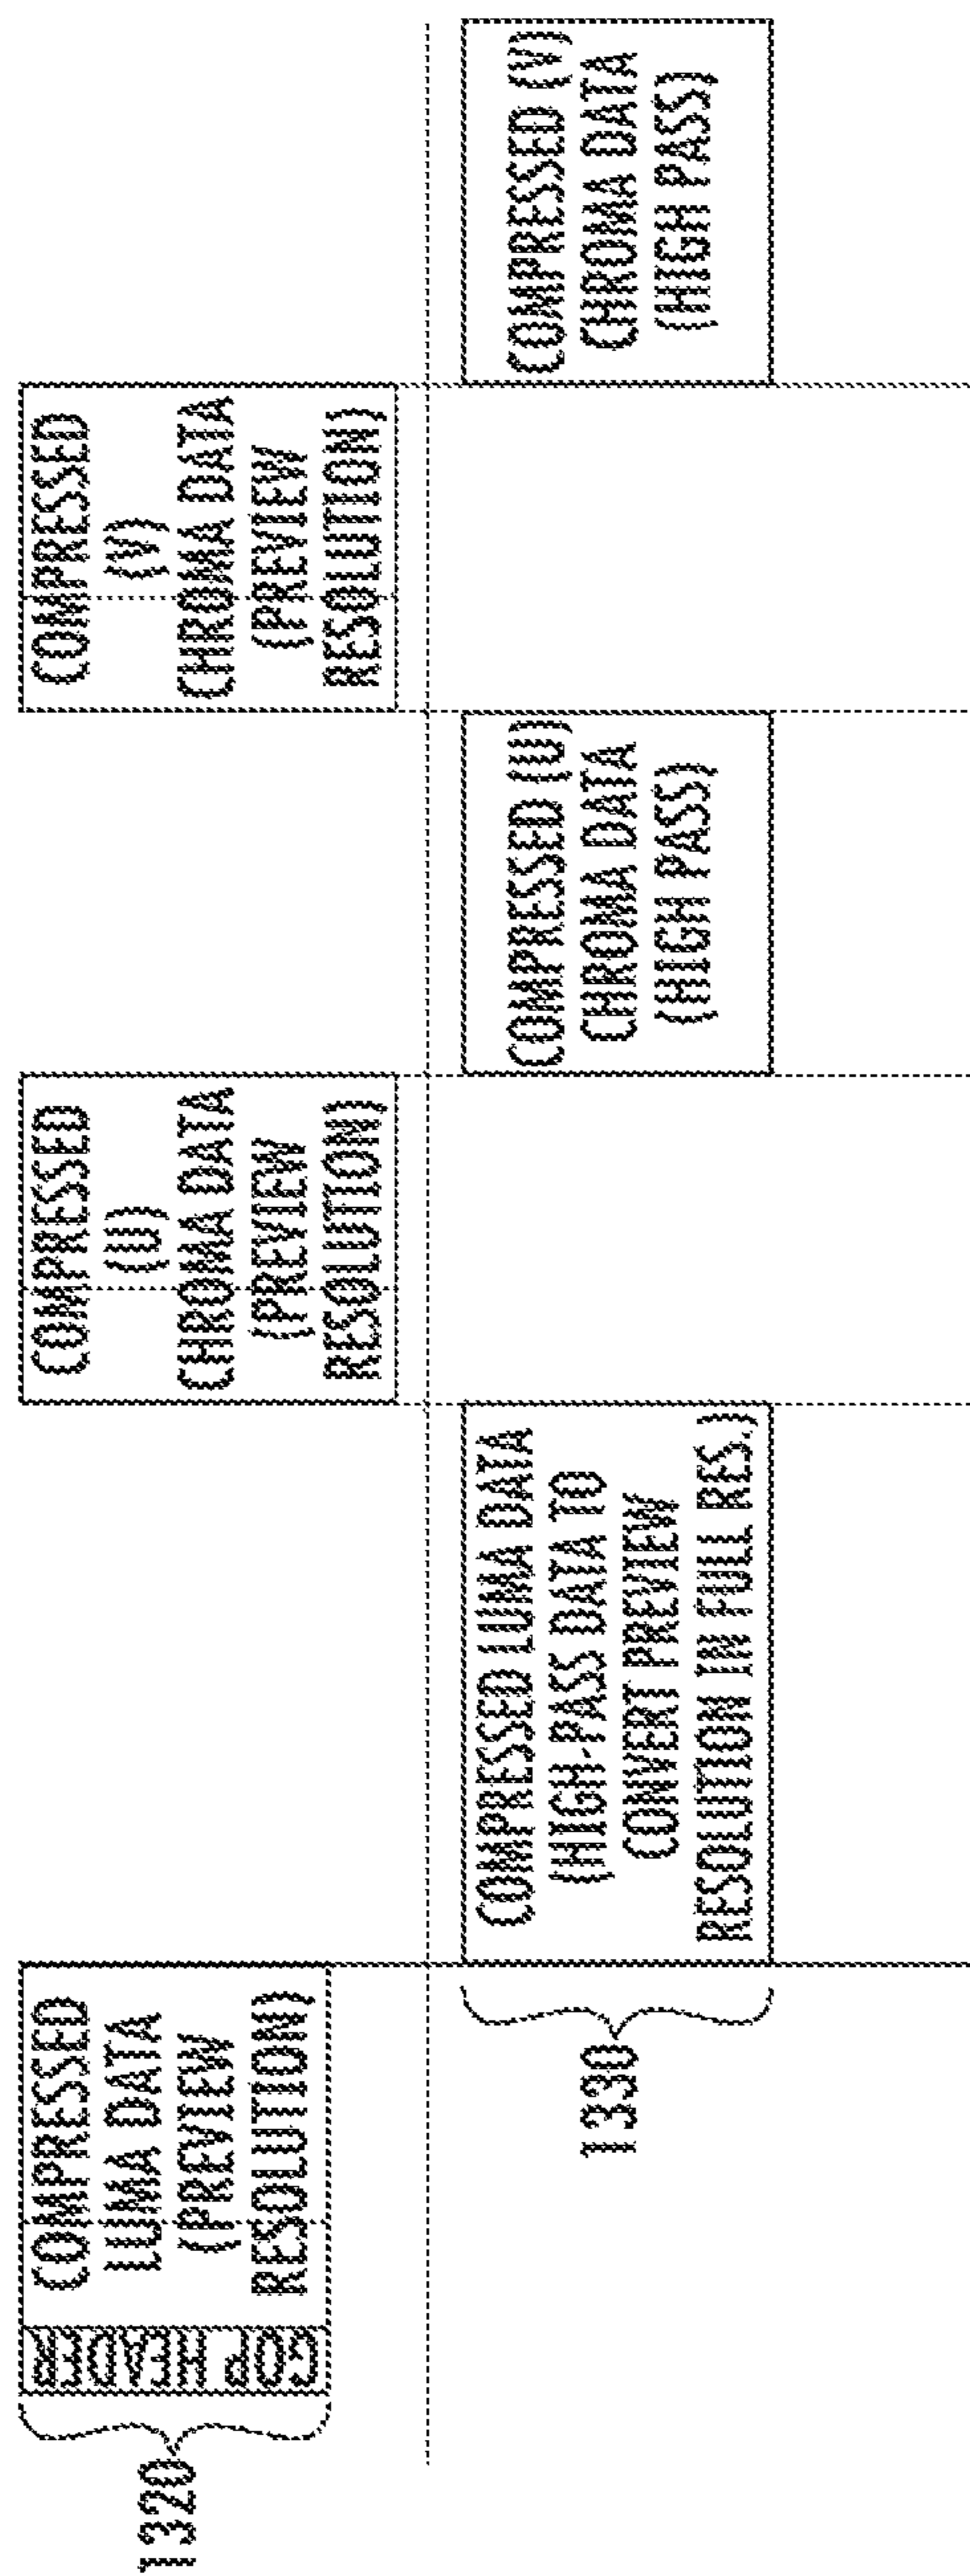 1320
GOP HEADER
COMPRESSED
LUMA DATA
(PREVIEW
RESOLUTION)
COMPRESSED
(U)
CHROMA DATA
(PREVIEW
RESOLUTION)
COMPRESSED
(V)
CHROMA DATA
(PREVIEW
RESOLUTION)
1330
COMPRESSED LUMA DATA
(HIGH-PASS DATA TO
CONVERT PREVIEW
RESOLUTION IN FULL RES.)
COMPRESSED (U)
CHROMA DATA
(HIGH PASS)
COMPRESSED (V)
CHROMA DATA
(HIGH PASS)